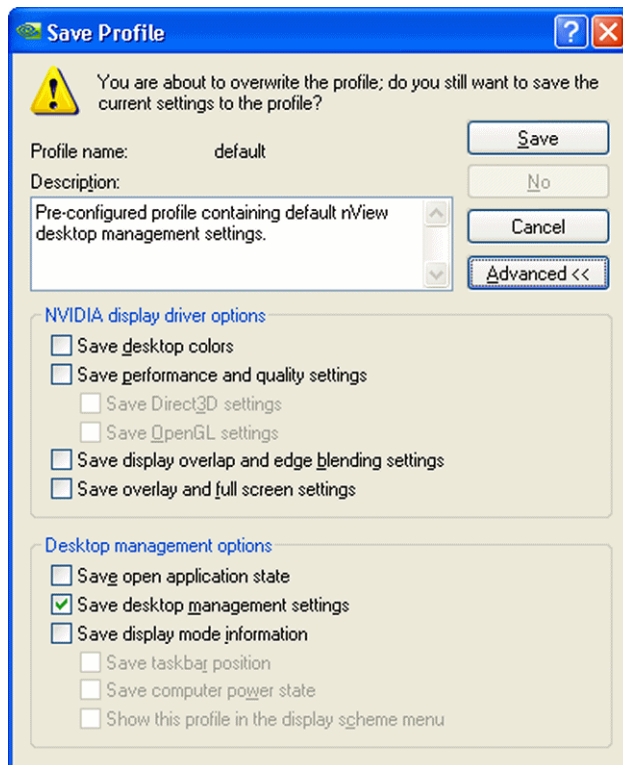 Save Profile
You are about to overwrite the profile; do you still want to save the
current settings to the profile?
Save
Profile name: default
No
Description:
Pre-configured profile containing default nView
desktop management settings.
Cancel
Advanced <<
NVIDIA display driver options
Save desktop colors
Save performance and quality settings
Save Direct3D settings
Save OpenGL settings
Save display overlap and edge blending settings
Save overlay and full screen settings
Desktop management options
Save open application state
Save desktop management settings
Save display mode information
Save taskbar position
Save computer power state
Show this profile in the display scheme menu